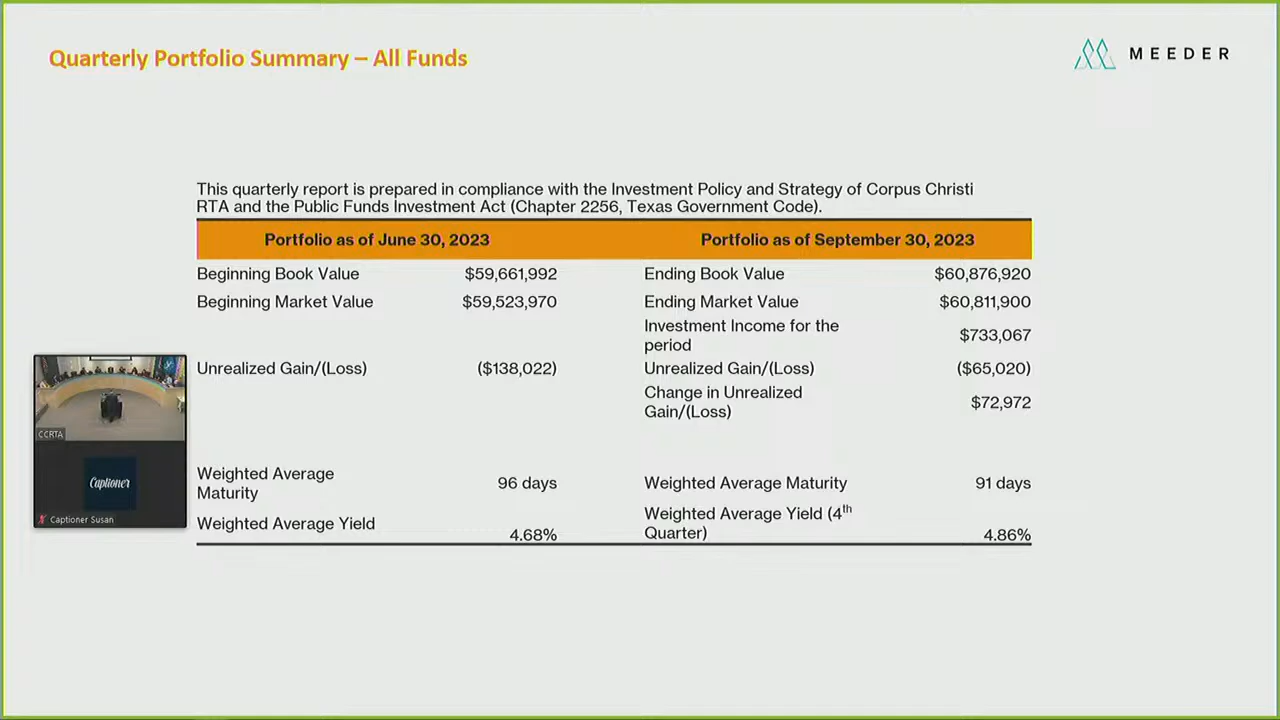 Quarterly Portfolio Summary – All Funds
MEEDER
This quarterly report is prepared in compliance with the Investment Policy and Strategy of Corpus Christi
RTA and the Public Funds Investment Act (Chapter 2256, Texas Government Code).
Portfolio as of June 30, 2023 Portfolio as of September 30, 2023
Beginning Book Value $59,661,992 Ending Book Value $60,876,920
Beginning Market Value $59,523,970 Ending Market Value $60,811,900
Investment Income for the
period $733,067
Unrealized Gain/(Loss) ($138,022) Unrealized Gain/(Loss) ($65,020)
Change in Unrealized
Gain/(Loss) $72,972
CCRTA
Captioner
Captioner Susan
Weighted Average
Maturity 96 days Weighted Average Maturity 91 days
Weighted Average Yield 4.68% Weighted Average Yield (4th
Quarter) 4.86%